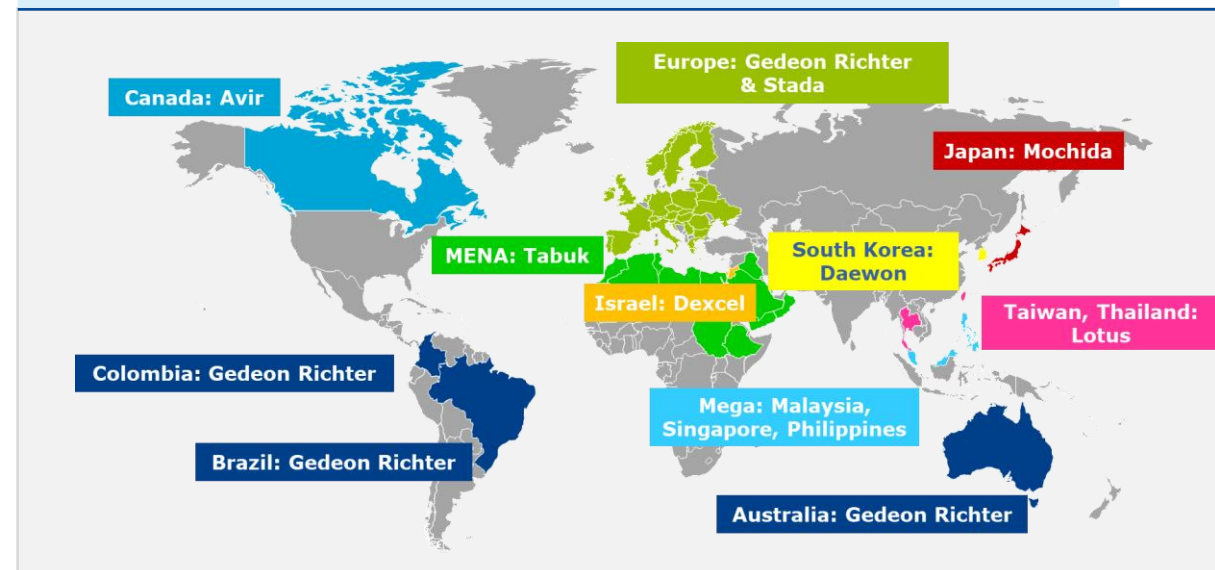 Europe: Gedeon Richter
& Stada
Canada: Avir
Japan: Mochida
MENA: Tabuk
South Korea:
Daewon
Israel: Dexcel
Taiwan, Thailand:
Lotus
Colombia: Gedeon Richter
Mega: Malaysia,
Singapore, Philippines
Brazil: Gedeon Richter
Australia: Gedeon Richter